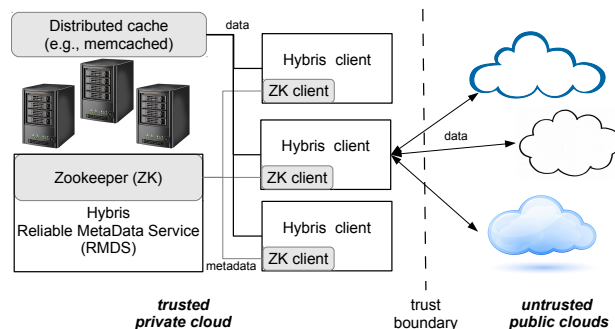 Distributed cache
(e.g., memcached)
data
Hybris client
ZK client
Hybris client
ZK client
data
Zookeeper (ZK)
Hybris
Reliable MetaData Service
(RMDS)
Hybris client
ZK client
metadata
trusted
private cloud
trust
boundary
untrusted
public clouds